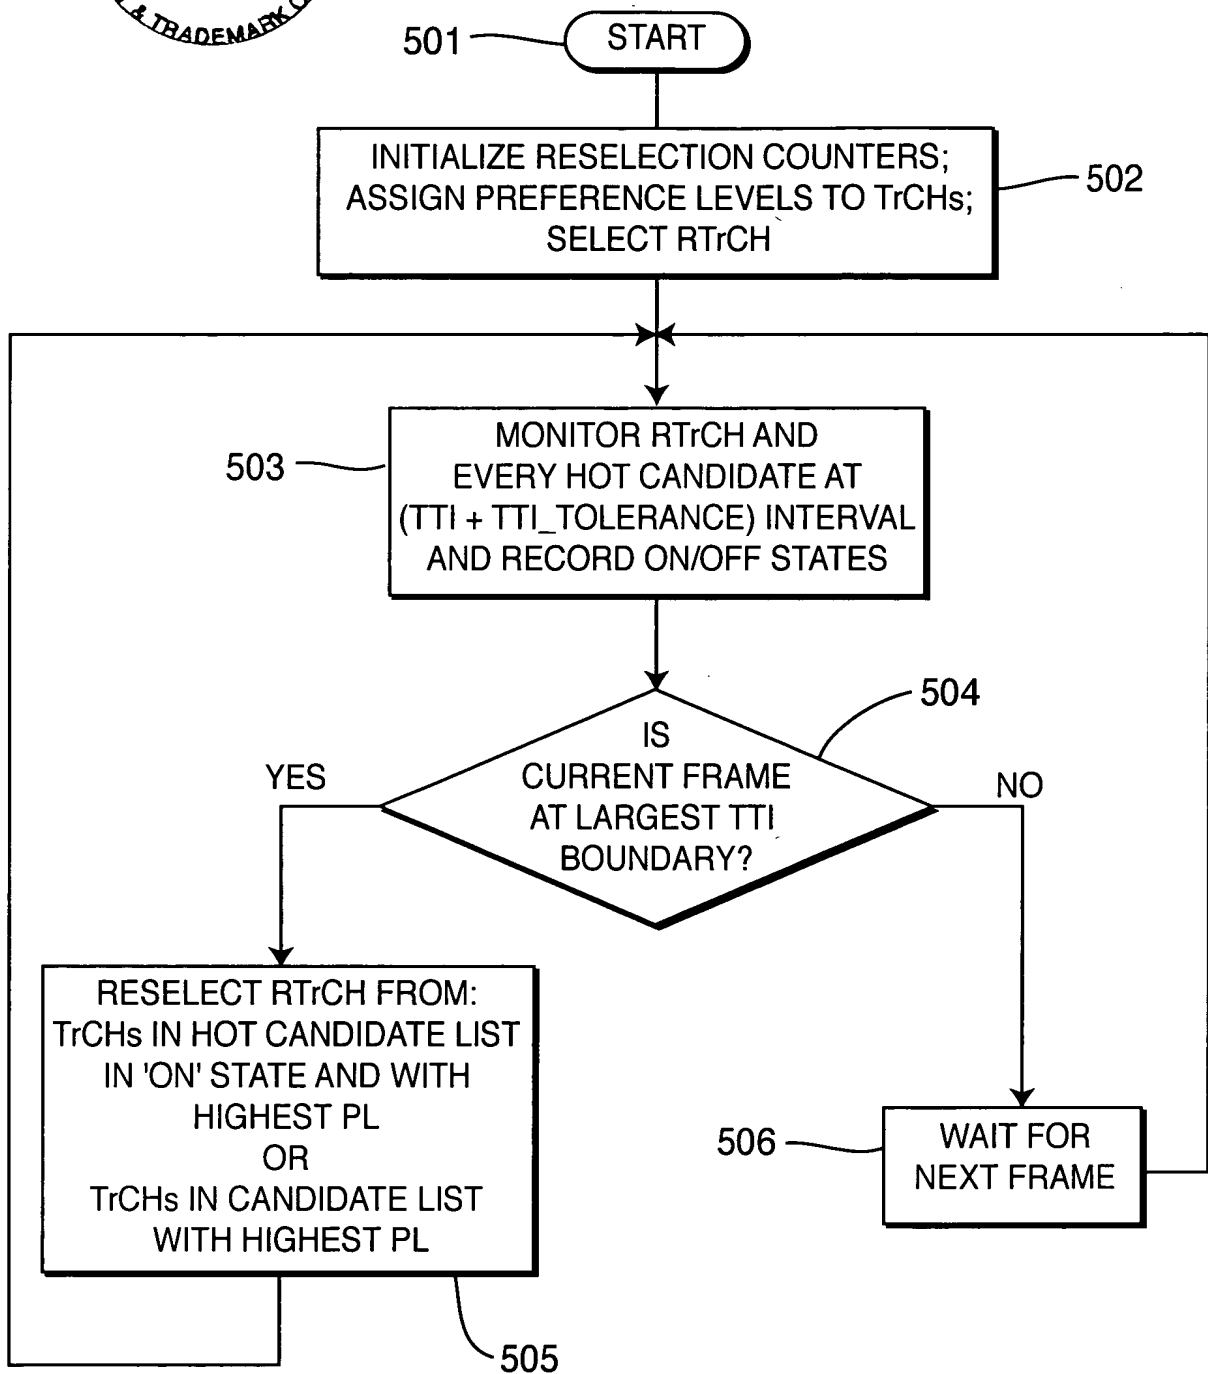 & TRADEMARK
501
START
INITIALIZE RESELECTION COUNTERS;
ASSIGN PREFERENCE LEVELS TO TrCHs;
SELECT RTrCH
502
503
MONITOR RTrCH AND
EVERY HOT CANDIDATE AT
(TTI + TTI_TOLERANCE) INTERVAL
AND RECORD ON/OFF STATES
504
IS
CURRENT FRAME
AT LARGEST TTI
BOUNDARY?
YES
NO
RESELECT RTrCH FROM:
TrCHs IN HOT CANDIDATE LIST
IN 'ON' STATE AND WITH
HIGHEST PL
OR
TrCHs IN CANDIDATE LIST
WITH HIGHEST PL
505
506
WAIT FOR
NEXT FRAME